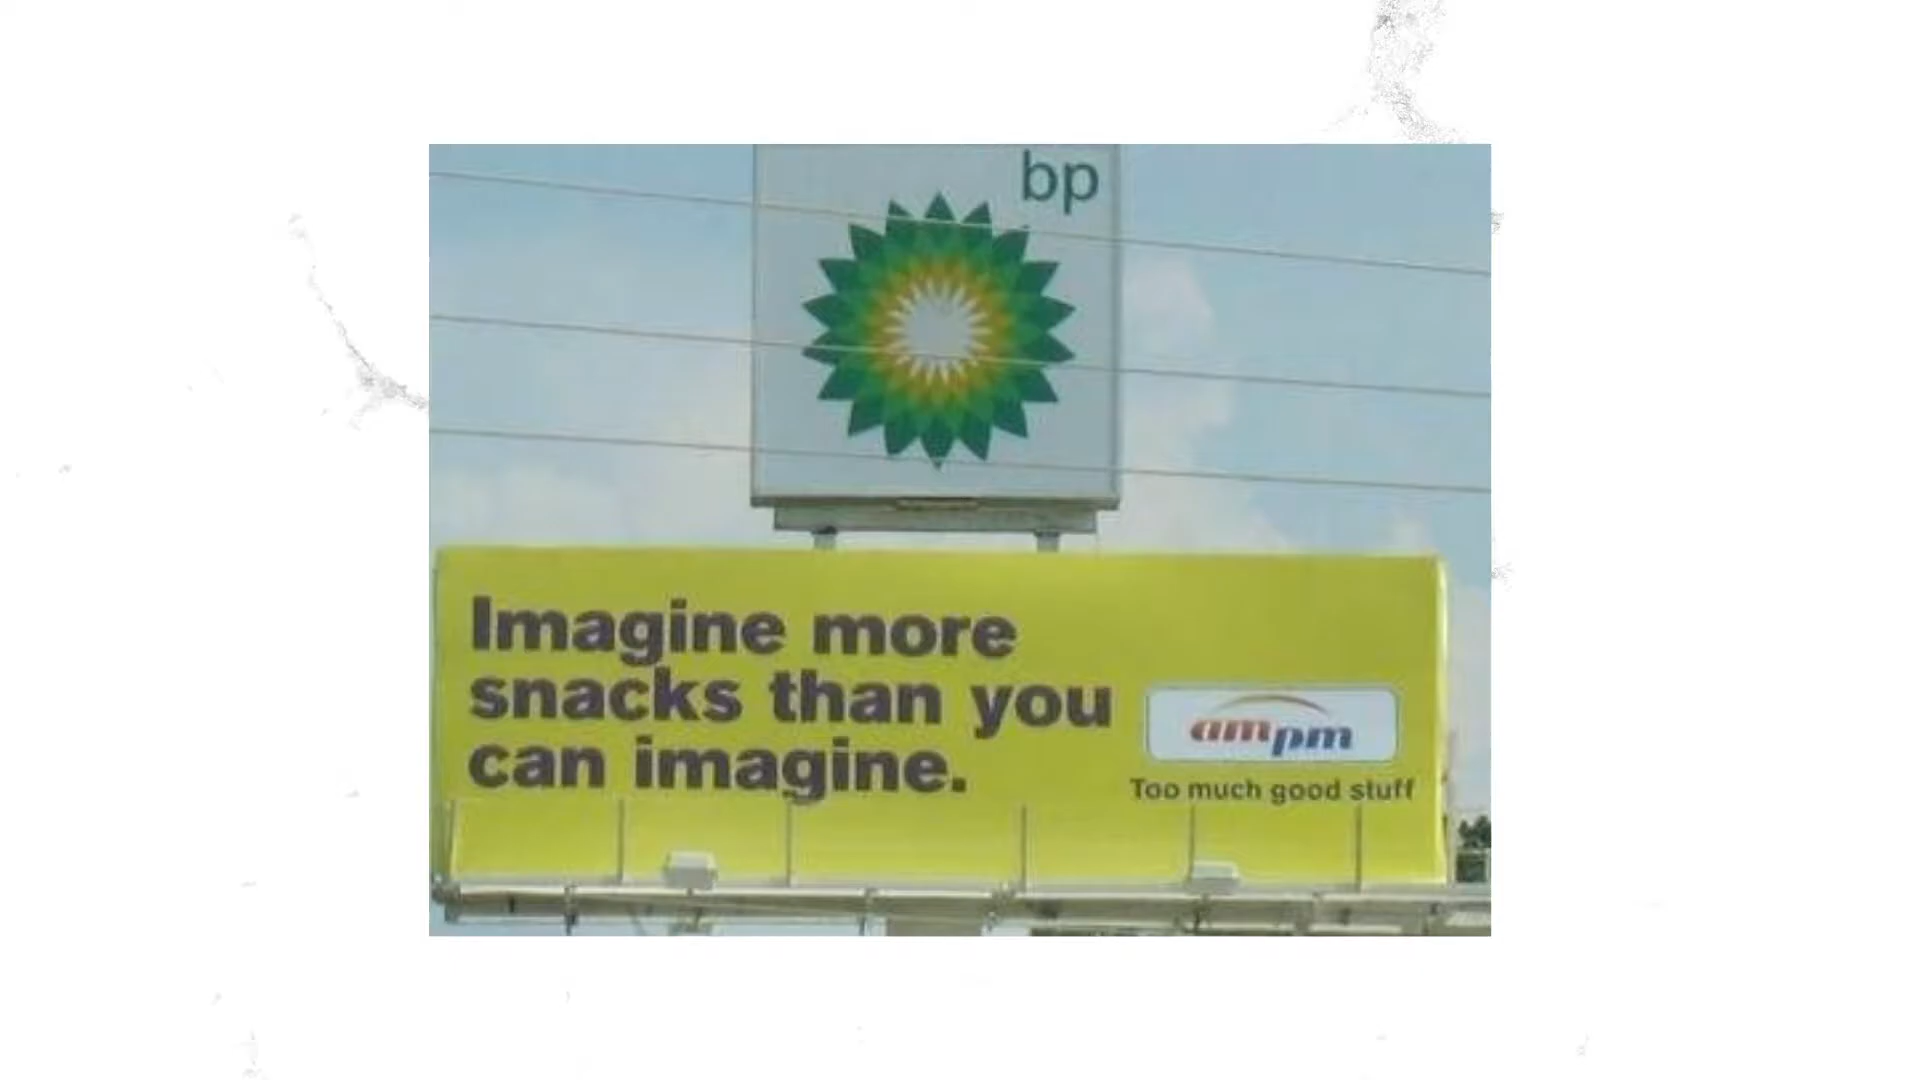 bp
Imagine more
snacks than you
can imagine.
ampm
Too much good stuff